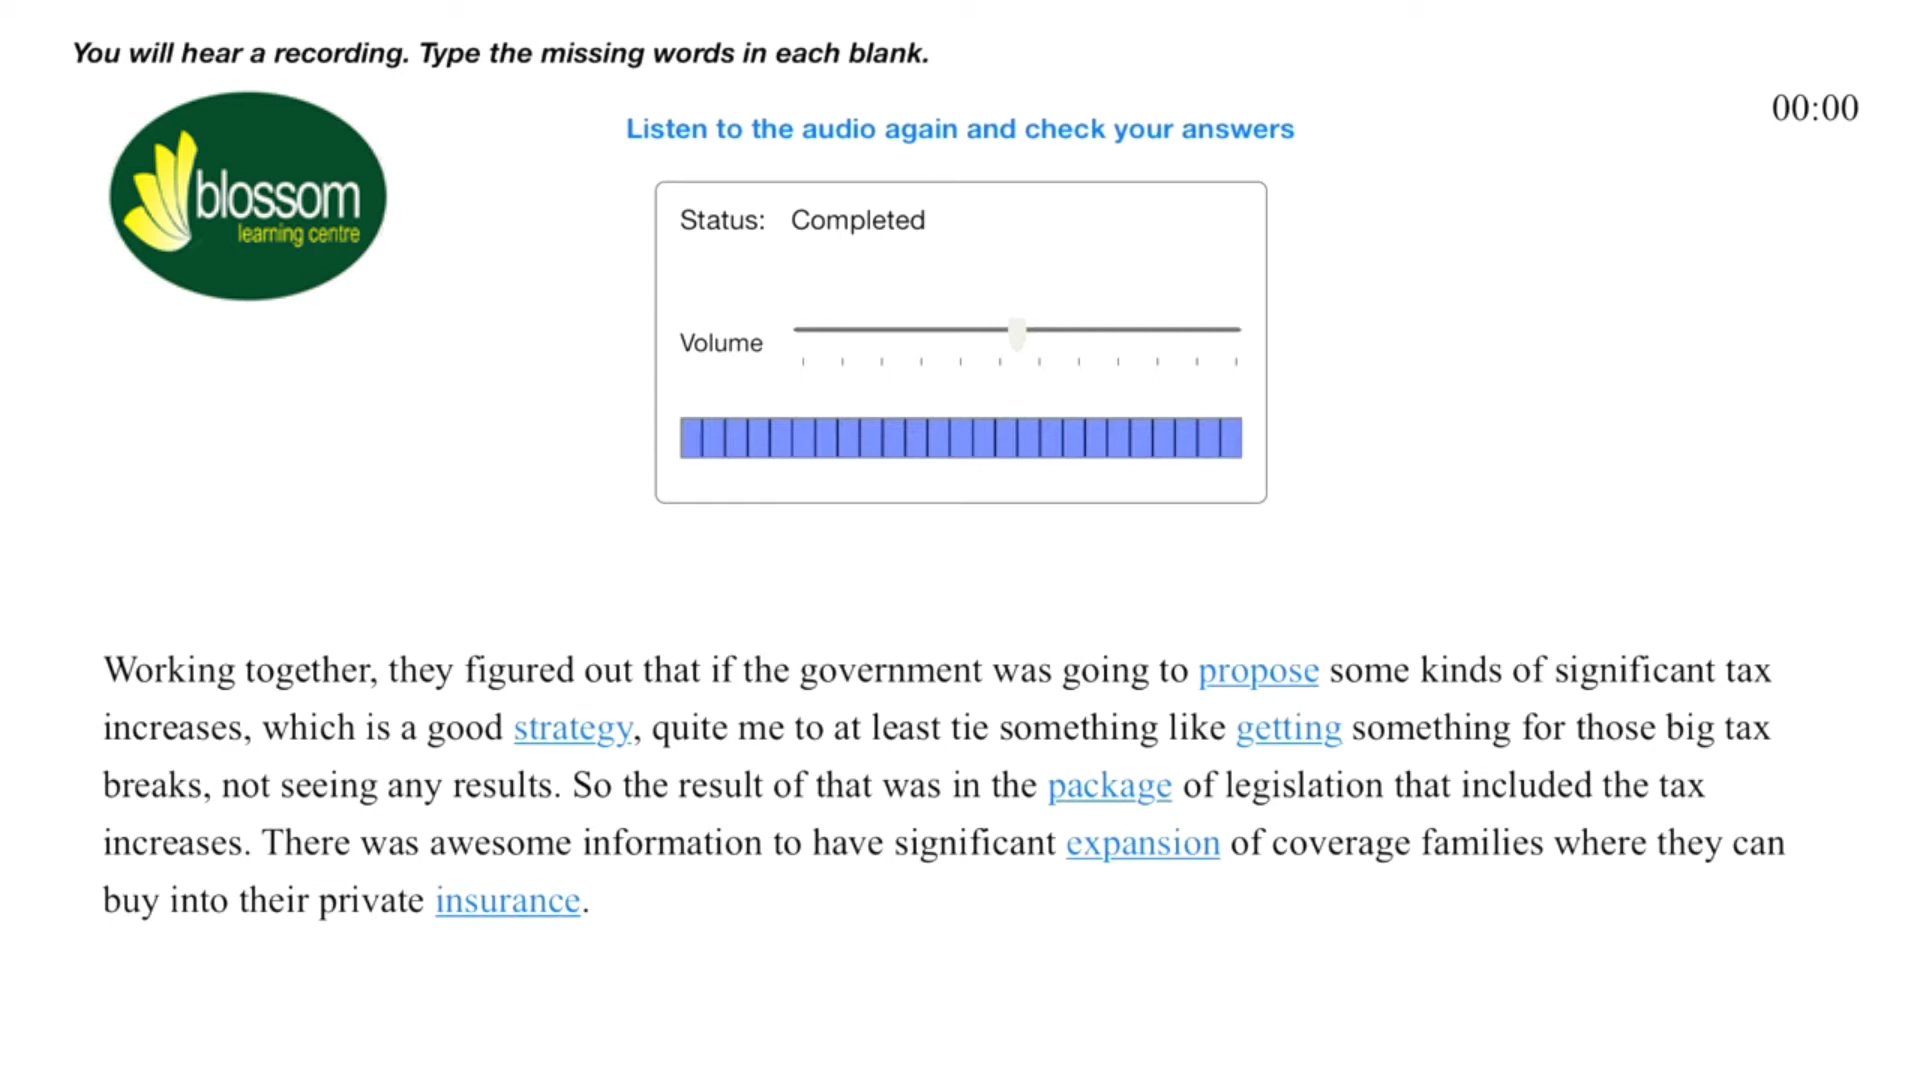 You will hear a recording. Type the missing words in each blank.
00:00
blossom
learning centre
Listen to the audio again and check your answers
Status: Completed
Volume
Working together, they figured out that if the government was going to propose some kinds of significant tax
increases, which is a good strategy, quite me to at least tie something like getting something for those big tax
breaks, not seeing any results. So the result of that was in the package of legislation that included the tax
increases. There was awesome information to have significant expansion of coverage families where they can
buy into their private insurance.